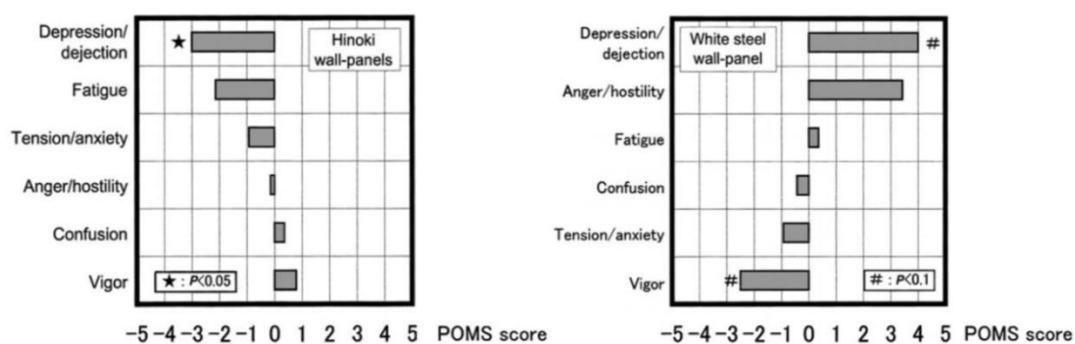 Depression/
dejection
Fatigue
Tension/anxiety
Anger/hostility
Confusion
Vigor
Hinoki
wall-panels
★ : P<0.05
−5 −4 −3 −2 −1 0 1 2 3 4 5 POMS score
★
Depression/
dejection
Anger/hostility
Fatigue
Confusion
Tension/anxiety
Vigor
White steel
wall-panel
#
#
# : P<0.1
−5 −4 −3 −2 −1 0 1 2 3 4 5 POMS score